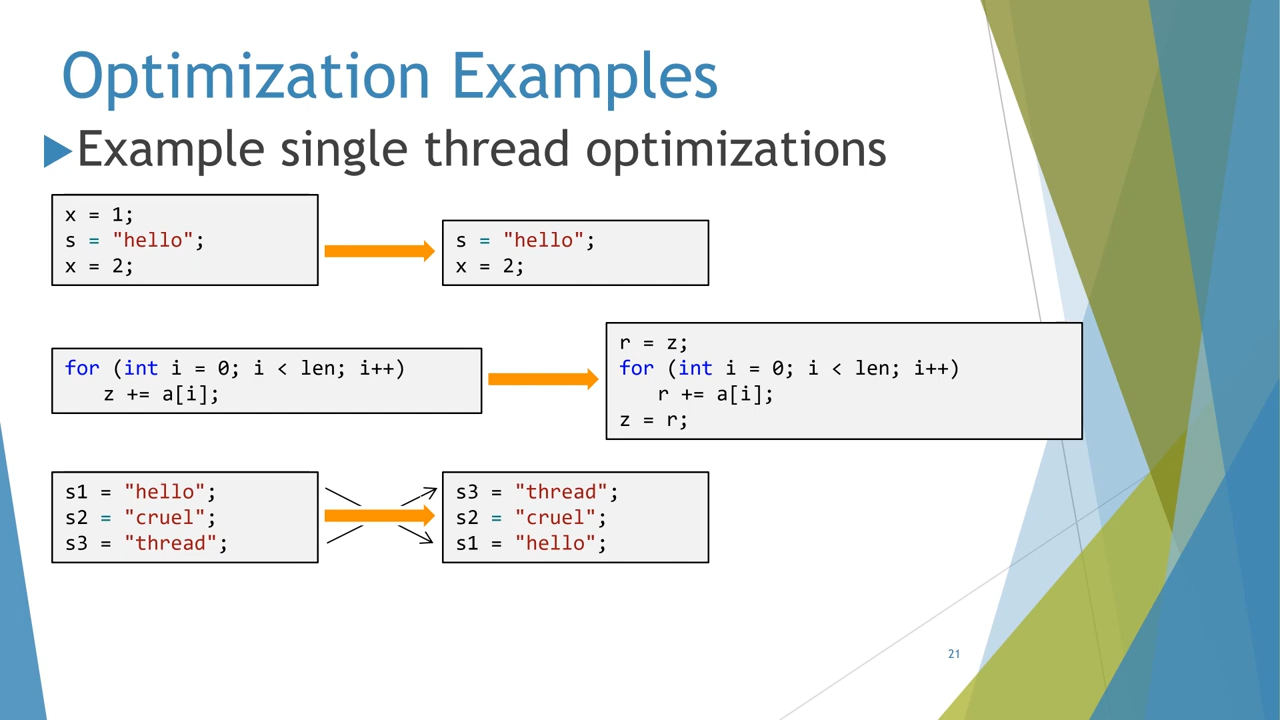 Optimization Examples
Example single thread optimizations
x = 1;
s = "hello";
x = 2;
s = "hello";
x = 2;
for (int i = 0; i < len; i++)
z += a[i];
r = z;
for (int i = 0; i < len; i++)
r += a[i];
z = r;
s1 = "hello";
s2 = "cruel";
s3 = "thread";
s3 = "thread";
s2 = "cruel";
s1 = "hello";
21